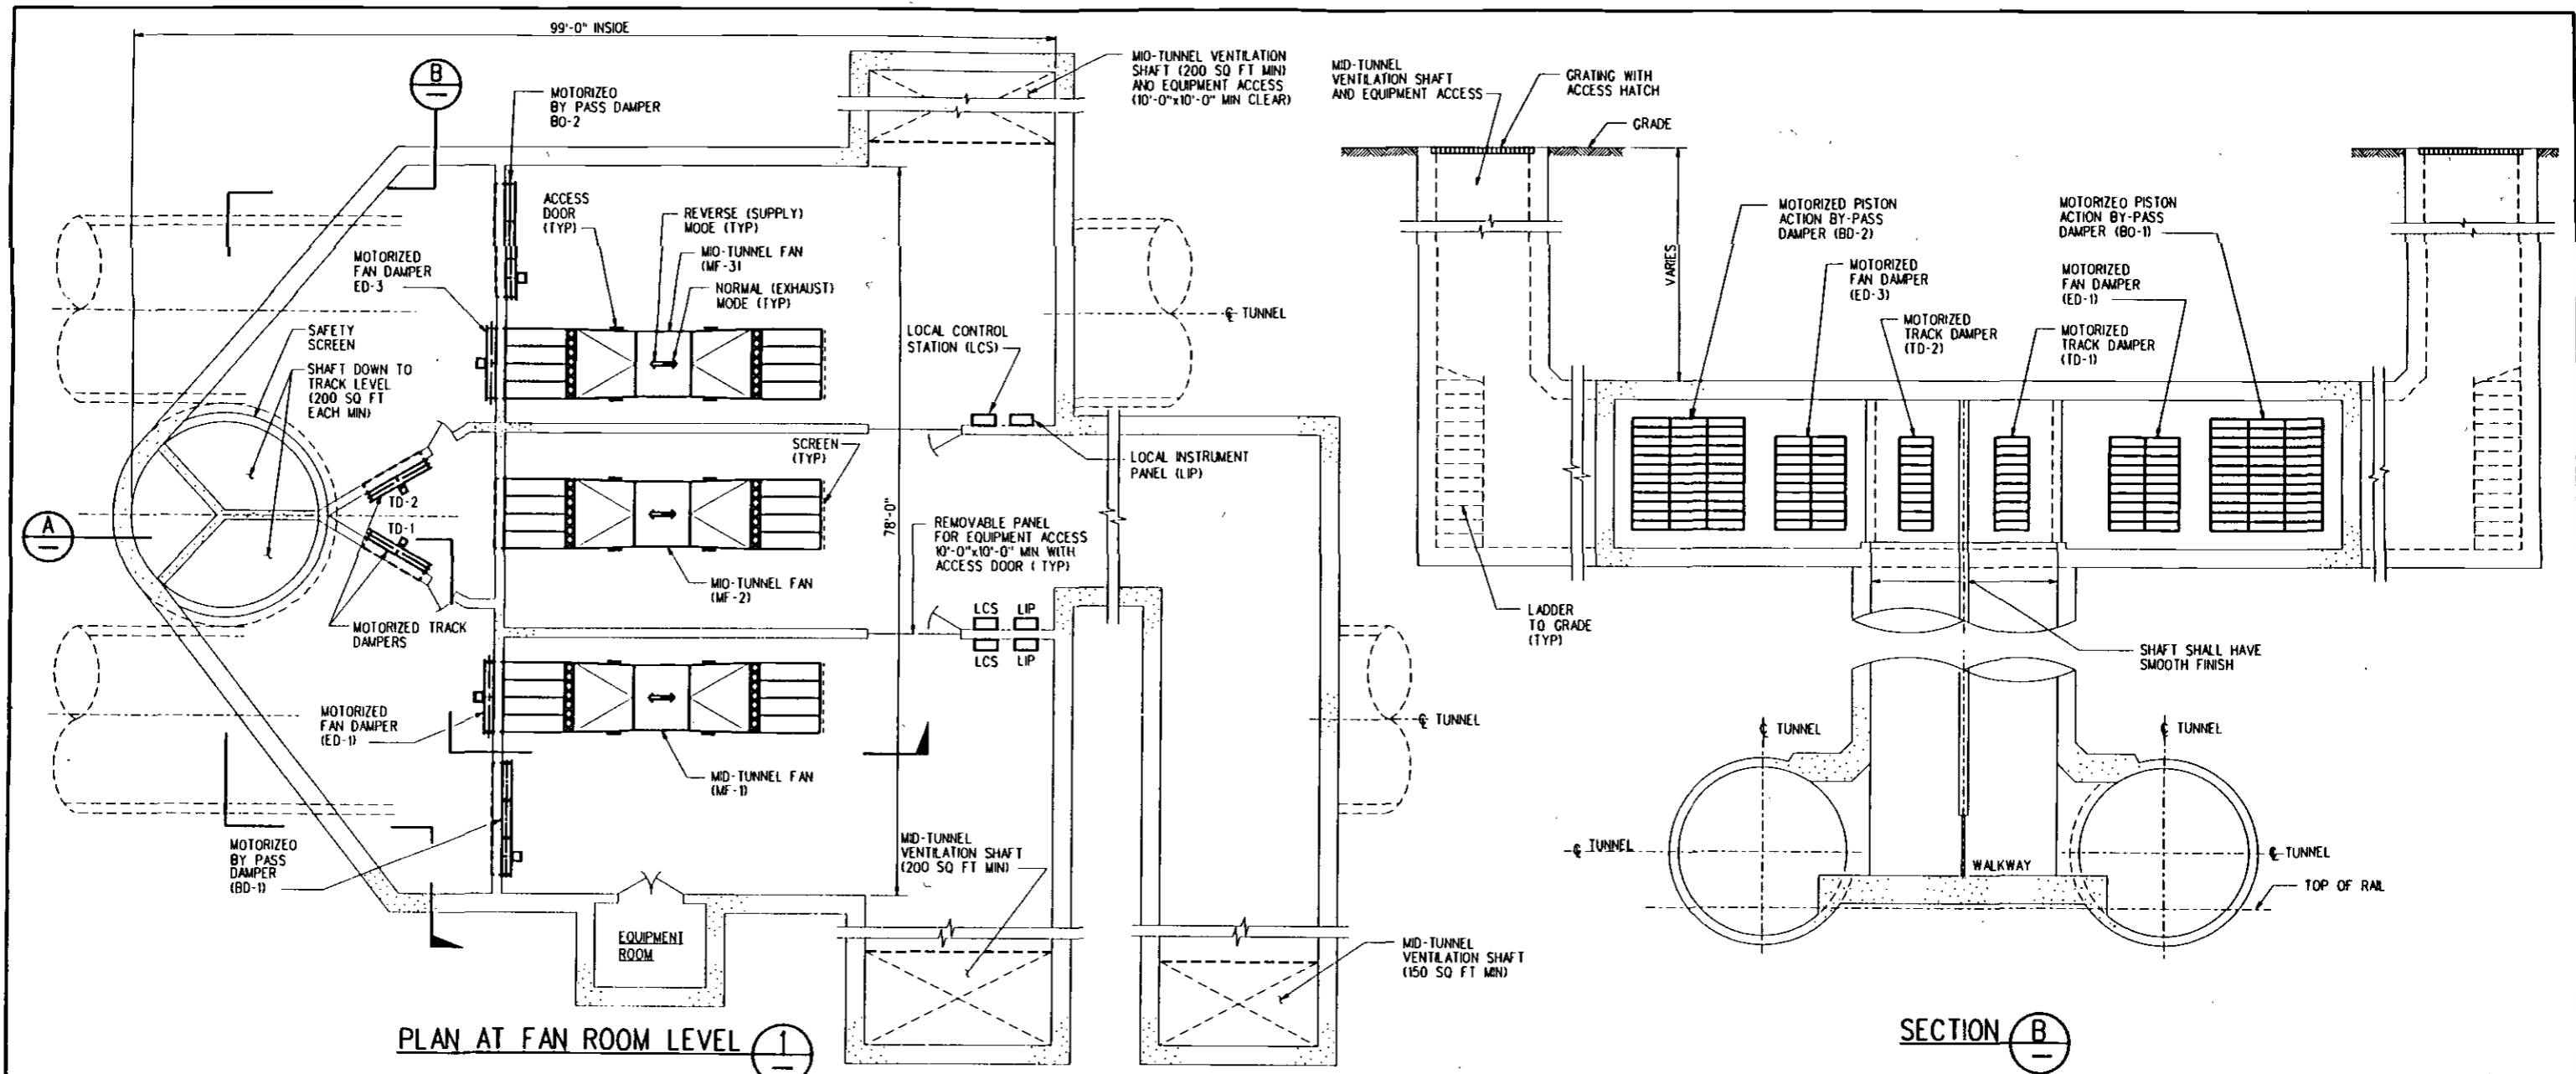 99'-0" INSIDE
B
MOTORIZED
BY PASS DAMPER
BO-2
MIO-TUNNEL VENTILATION
SHAFT (200 SQ FT MIN)
AND EQUIPMENT ACCESS
(10'-0"x10'-0" MIN CLEAR)
ACCESS
DOOR
(TYP)
REVERSE (SUPPLY)
MODE (TYP)
MIO-TUNNEL FAN
(MF-3)
NORMAL (EXHAUST)
MODE (TYP)
MOTORIZED
FAN DAMPER
ED-3
SAFETY
SCREEN
SHAFT DOWN TO
TRACK LEVEL
(200 SQ FT
EACH MIN)
LOCAL CONTROL
STATION (LCS)
℄ TUNNEL
SCREEN
(TYP)
LOCAL INSTRUMENT
PANEL (LIP)
TD-2
TD-1
A
78'-0"
REMOVABLE PANEL
FOR EQUIPMENT ACCESS
10'-0"x10'-0" MIN WITH
ACCESS DOOR ( TYP)
MIO-TUNNEL FAN
(MF-2)
MOTORIZED TRACK
DAMPERS
LCS LIP
LCS LIP
MOTORIZED
FAN DAMPER
(ED-1)
℄ TUNNEL
MID-TUNNEL FAN
(MF-1)
MOTORIZED
BY PASS
DAMPER
(BD-1)
MID-TUNNEL
VENTILATION SHAFT
(200 SQ FT MIN)
EQUIPMENT
ROOM
MID-TUNNEL
VENTILATION SHAFT
(150 SQ FT MIN)
PLAN AT FAN ROOM LEVEL 1
MID-TUNNEL
VENTILATION SHAFT
AND EQUIPMENT ACCESS
GRATING WITH
ACCESS HATCH
GRADE
VARIES
MOTORIZED PISTON
ACTION BY-PASS
DAMPER (BD-2)
MOTORIZED PISTON
ACTION BY-PASS
DAMPER (BO-1)
MOTORIZED
FAN DAMPER
(ED-3)
MOTORIZED
FAN DAMPER
(ED-1)
MOTORIZED
TRACK DAMPER
(TD-2)
MOTORIZED
TRACK DAMPER
(TD-1)
LADDER
TO GRADE
(TYP)
SHAFT SHALL HAVE
SMOOTH FINISH
℄ TUNNEL
℄ TUNNEL
℄ TUNNEL
WALKWAY
℄ TUNNEL
TOP OF RAIL
SECTION B